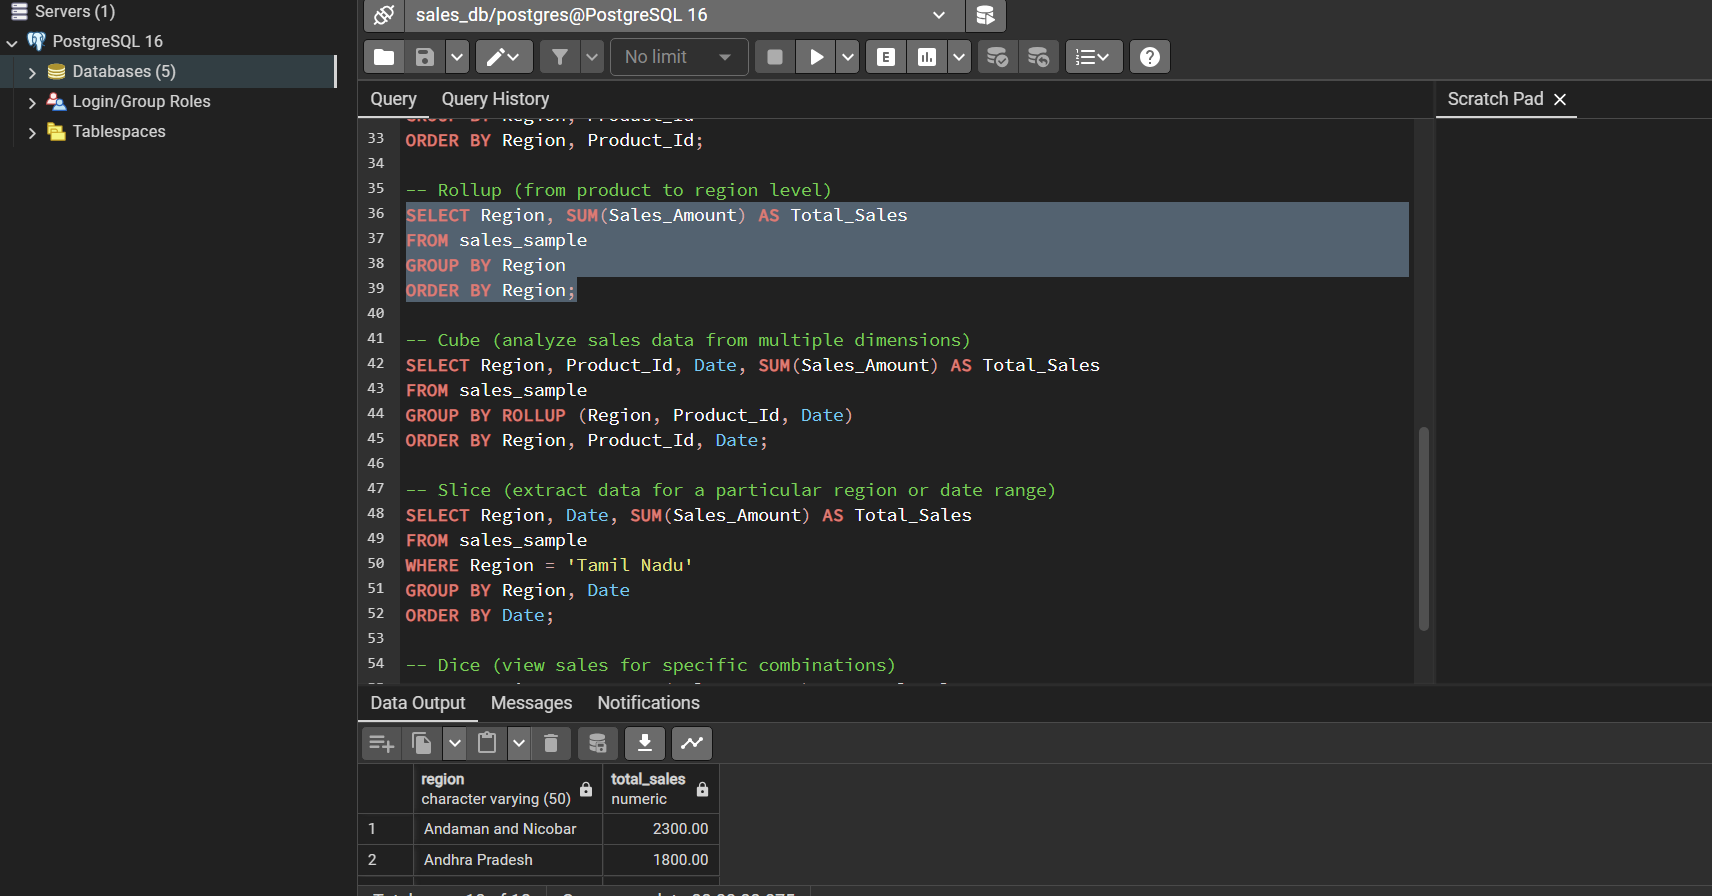 Servers (1)
PostgreSQL 16
Databases (5)
Login/Group Roles
Tablespaces
sales_db/postgres@PostgreSQL 16
No limit
E
Query
Query History
Scratch Pad
33 ORDER BY Region, Product_Id;
34
35 -- Rollup (from product to region level)
36 SELECT Region, SUM(Sales_Amount) AS Total_Sales
37 FROM sales_sample
38 GROUP BY Region
39 ORDER BY Region;
40
41 -- Cube (analyze sales data from multiple dimensions)
42 SELECT Region, Product_Id, Date, SUM(Sales_Amount) AS Total_Sales
43 FROM sales_sample
44 GROUP BY ROLLUP (Region, Product_Id, Date)
45 ORDER BY Region, Product_Id, Date;
46
47 -- Slice (extract data for a particular region or date range)
48 SELECT Region, Date, SUM(Sales_Amount) AS Total_Sales
49 FROM sales_sample
50 WHERE Region = 'Tamil Nadu'
51 GROUP BY Region, Date
52 ORDER BY Date;
53
54 -- Dice (view sales for specific combinations)
Data Output
Messages
Notifications
region
character varying (50)
total_sales
numeric
1 Andaman and Nicobar 2300.00
2 Andhra Pradesh 1800.00